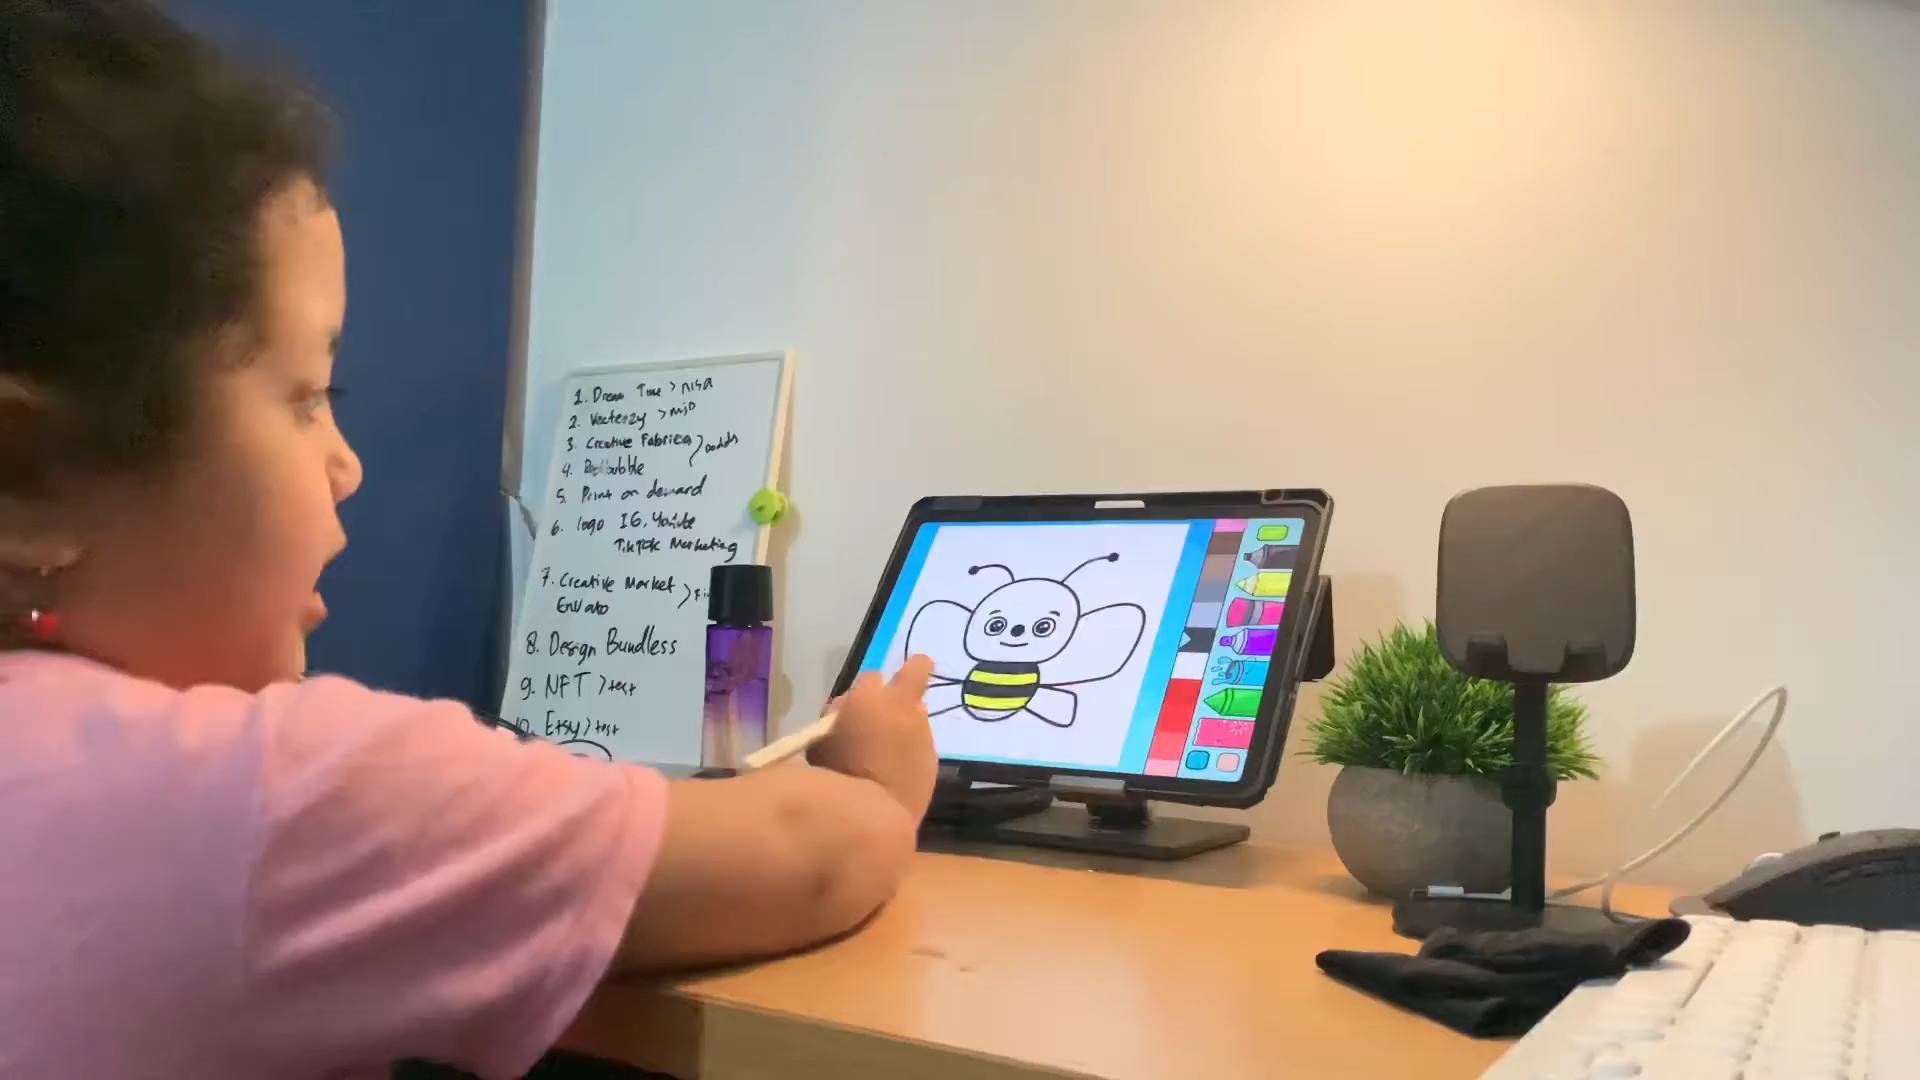 1. Dream Time > nisa
2. Vecteezy >
3. Creative Fabrica
4. Redbubble
5. Print on demand
6. logo IG, Youtube
TikTok Marketing
7. Creative Market
Envato
8. Design Bundless
9. NFT > test
10. Etsy > test